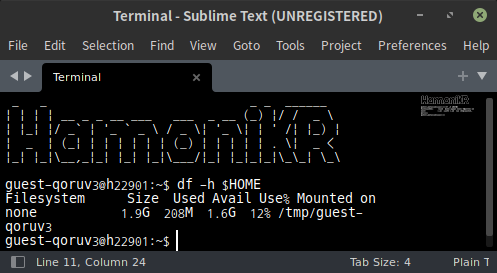 Terminal - Sublime Text (UNREGISTERED)
File Edit Selection Find View Goto Tools Project Preferences Help
Terminal
HamoniKR
guest-qoruv3@h22901:~$ df -h $HOME
Filesystem Size Used Avail Use% Mounted on
none 1.9G 208M 1.6G 12% /tmp/guest-
qoruv3
guest-qoruv3@h22901:~$
Line 11, Column 24 Tab Size: 4 Plain T